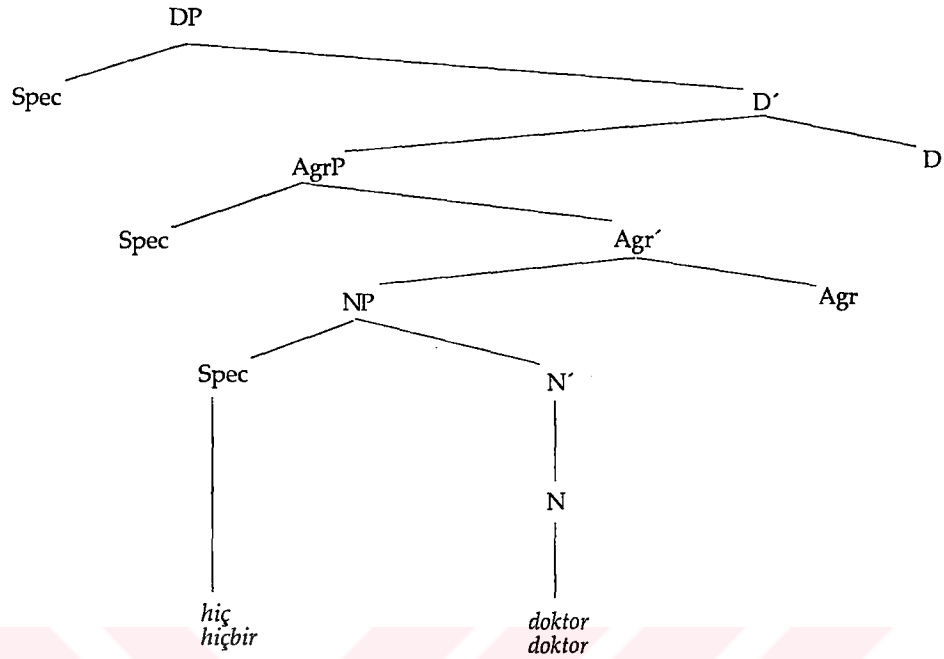 DP
Spec
D´
AgrP
D
Spec
Agr´
NP
Agr
Spec
N´
N
hiç
hiçbir
doktor
doktor